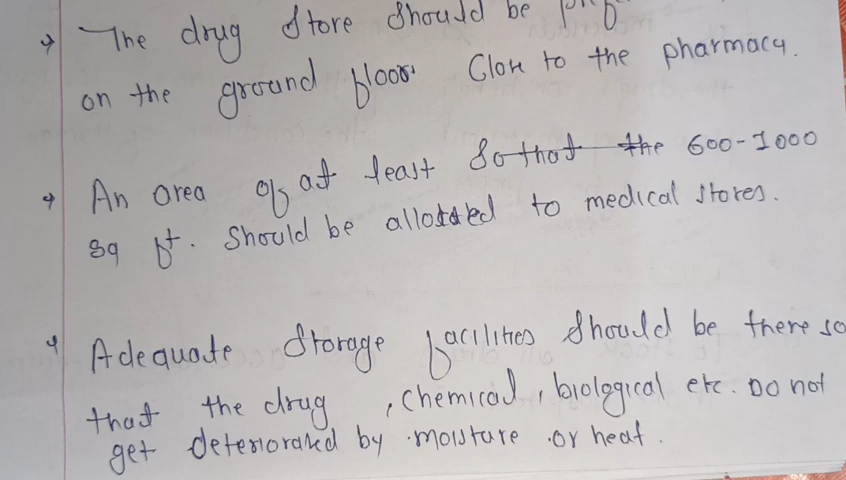 → The drug store should be
on the ground floor. Close to the pharmacy.
→ An area of at least ~~So that the~~ 600-1000
sq ft. should be allotted to medical stores.
→ Adequate storage facilities should be there so
that the drug, chemical, biological etc. Do not
get deteriorated by moisture or heat.